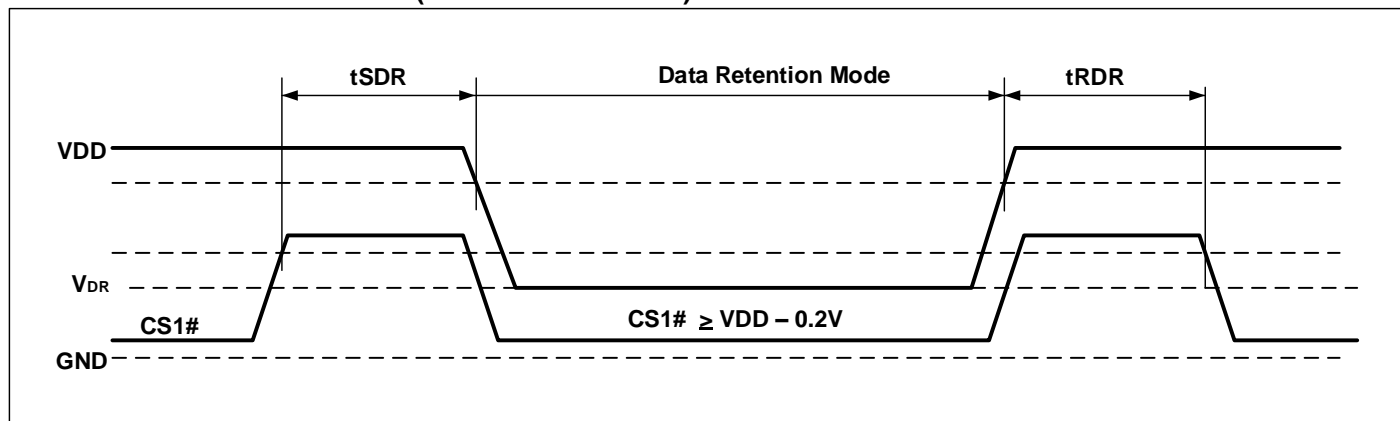 tSDR
Data Retention Mode
tRDR
VDD
VDR
CS1#
CS1# ≥ VDD – 0.2V
GND